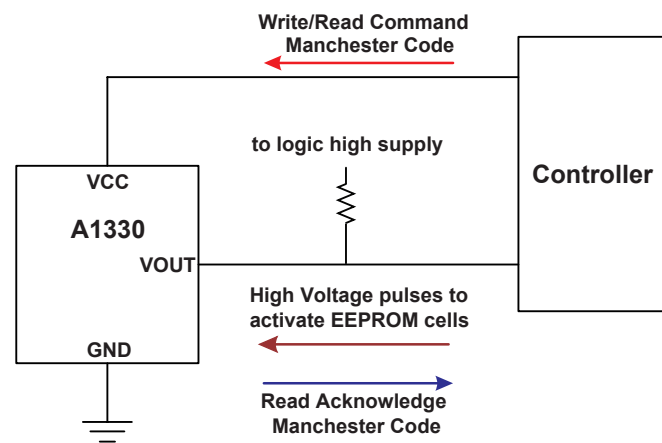 Write/Read Command
Manchester Code
to logic high supply
Controller
VCC
A1330
VOUT
High Voltage pulses to
activate EEPROM cells
GND
Read Acknowledge
Manchester Code